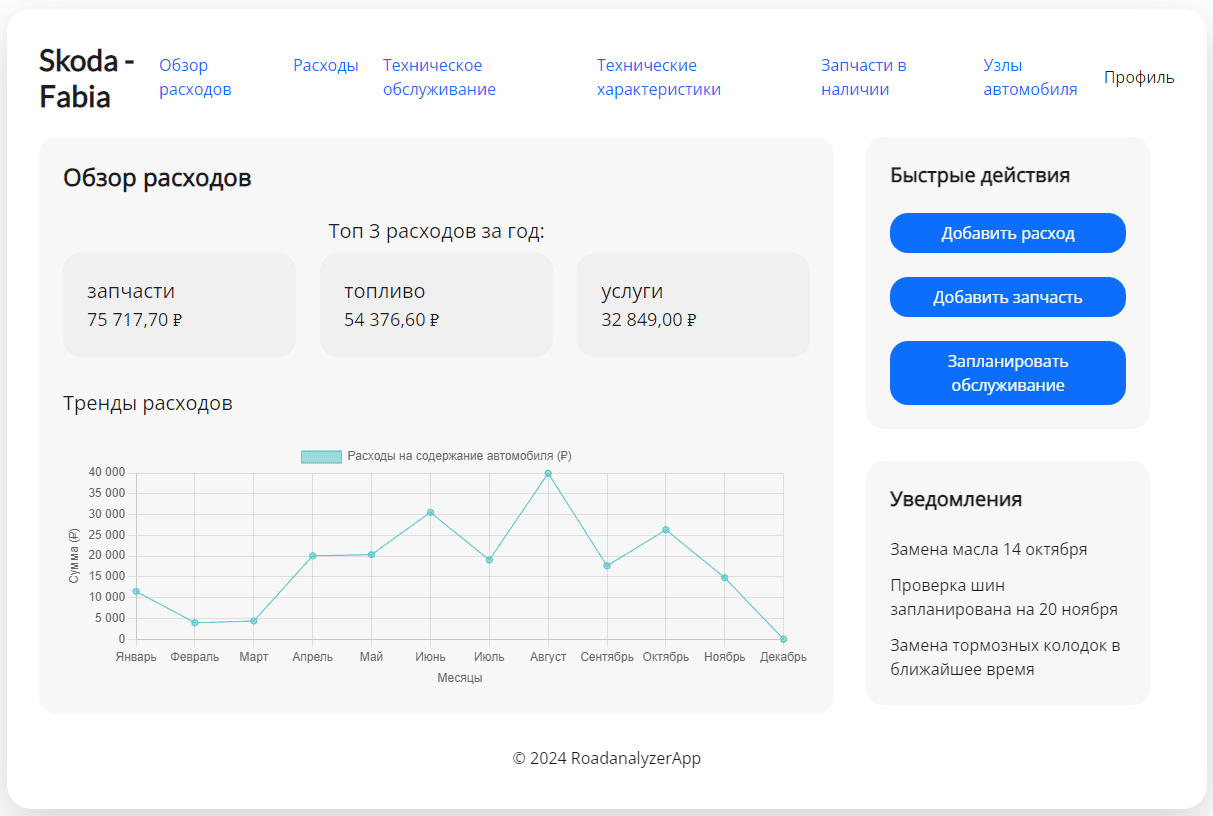 Skoda -
Fabia
Обзор
расходов
Расходы
Техническое
обслуживание
Технические
характеристики
Запчасти в
наличии
Узлы
автомобиля
Профиль
Обзор расходов
Топ 3 расходов за год:
запчасти
75 717,70 ₽
топливо
54 376,60 ₽
услуги
32 849,00 ₽
Тренды расходов
Расходы на содержание автомобиля (₽)
Сумма (₽)
40 000
35 000
30 000
25 000
20 000
15 000
10 000
5 000
0
Январь Февраль Март Апрель Май Июнь Июль Август Сентябрь Октябрь Ноябрь Декабрь
Месяцы
Быстрые действия
Добавить расход
Добавить запчасть
Запланировать
обслуживание
Уведомления
Замена масла 14 октября
Проверка шин
запланирована на 20 ноября
Замена тормозных колодок в
ближайшее время
© 2024 RoadanalyzerApp